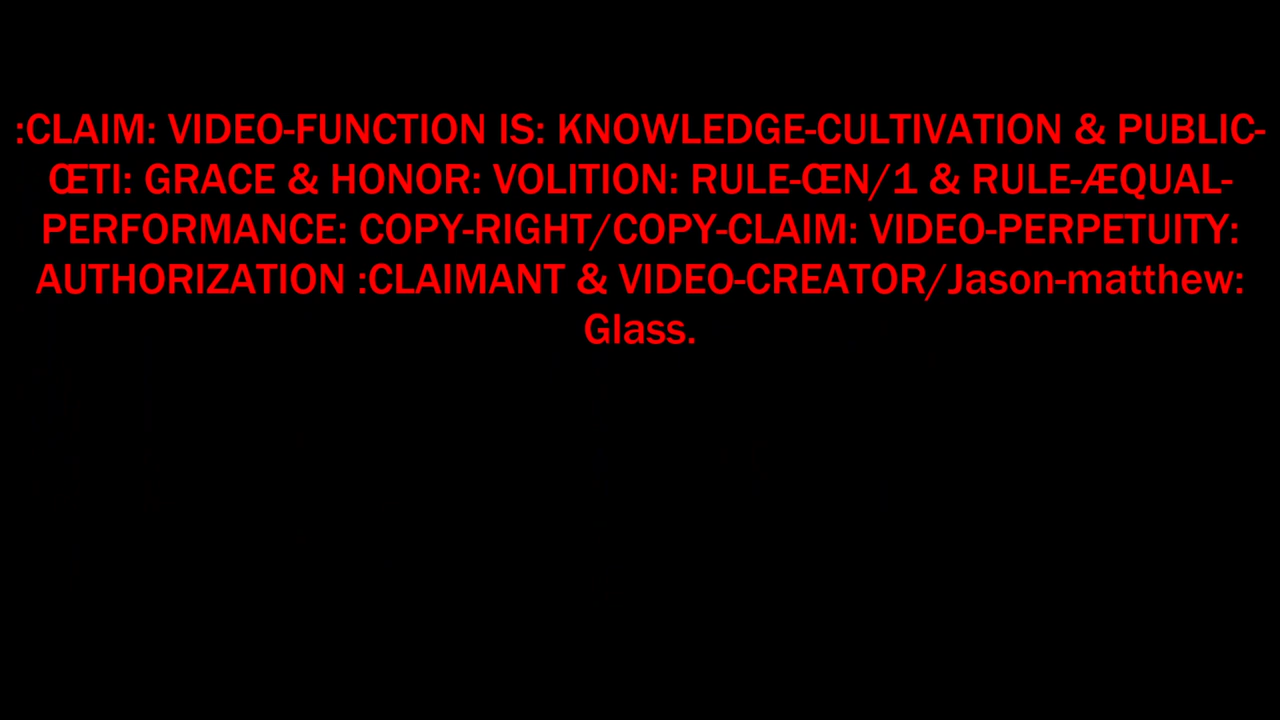 :CLAIM: VIDEO-FUNCTION IS: KNOWLEDGE-CULTIVATION & PUBLIC-
ŒTI: GRACE & HONOR: VOLITION: RULE-ŒN/1 & RULE-ÆQUAL-
PERFORMANCE: COPY-RIGHT/COPY-CLAIM: VIDEO-PERPETUITY:
AUTHORIZATION :CLAIMANT & VIDEO-CREATOR/Jason-matthew:
Glass.